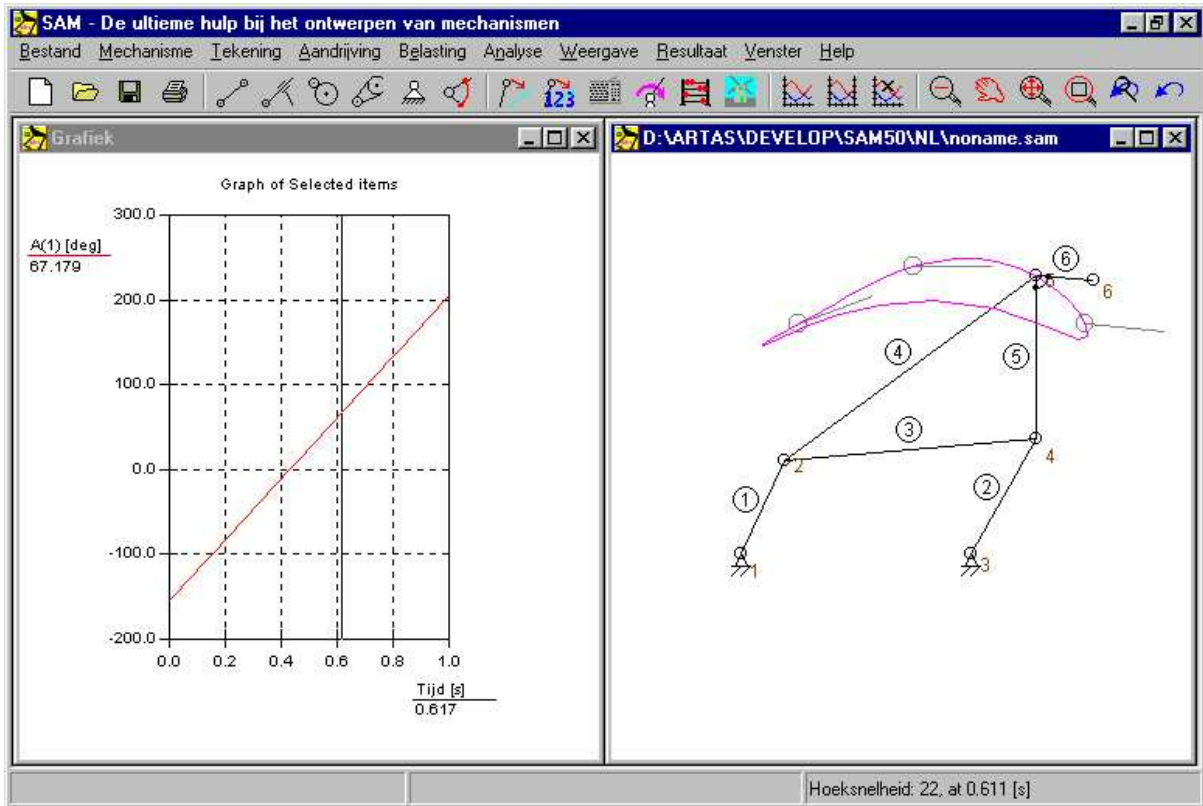 SAM - De ultieme hulp bij het ontwerpen van mechanismen
Bestand Mechanisme Tekening Aandrijving Belasting Analyse Weergave Resultaat Venster Help
123
Grafiek
Graph of Selected items
A(1) [deg]
67.179
300.0
200.0
100.0
0.0
-100.0
-200.0
0.0 0.2 0.4 0.6 0.8 1.0
Tijd [s]
0.617
D:\ARTAS\DEVELOP\SAM50\NL\noname.sam
6
5
6
4
5
3
2
4
1
2
1
3
Hoeksnelheid: 22, at 0.611 [s]